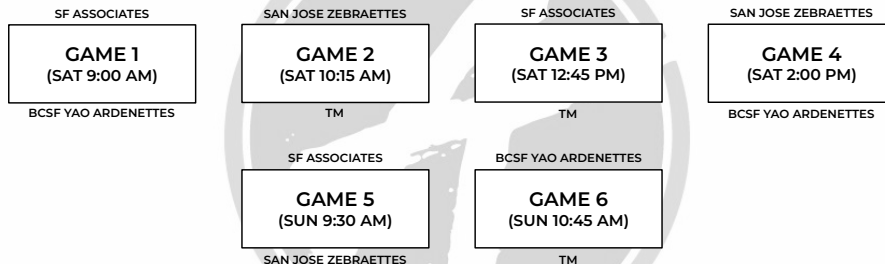 SF ASSOCIATES
GAME 1
(SAT 9:00 AM)
BCSF YAO ARDENETTES
SAN JOSE ZEBRAETTES
GAME 2
(SAT 10:15 AM)
TM
SF ASSOCIATES
GAME 3
(SAT 12:45 PM)
TM
SAN JOSE ZEBRAETTES
GAME 4
(SAT 2:00 PM)
BCSF YAO ARDENETTES
SF ASSOCIATES
GAME 5
(SUN 9:30 AM)
SAN JOSE ZEBRAETTES
BCSF YAO ARDENETTES
GAME 6
(SUN 10:45 AM)
TM